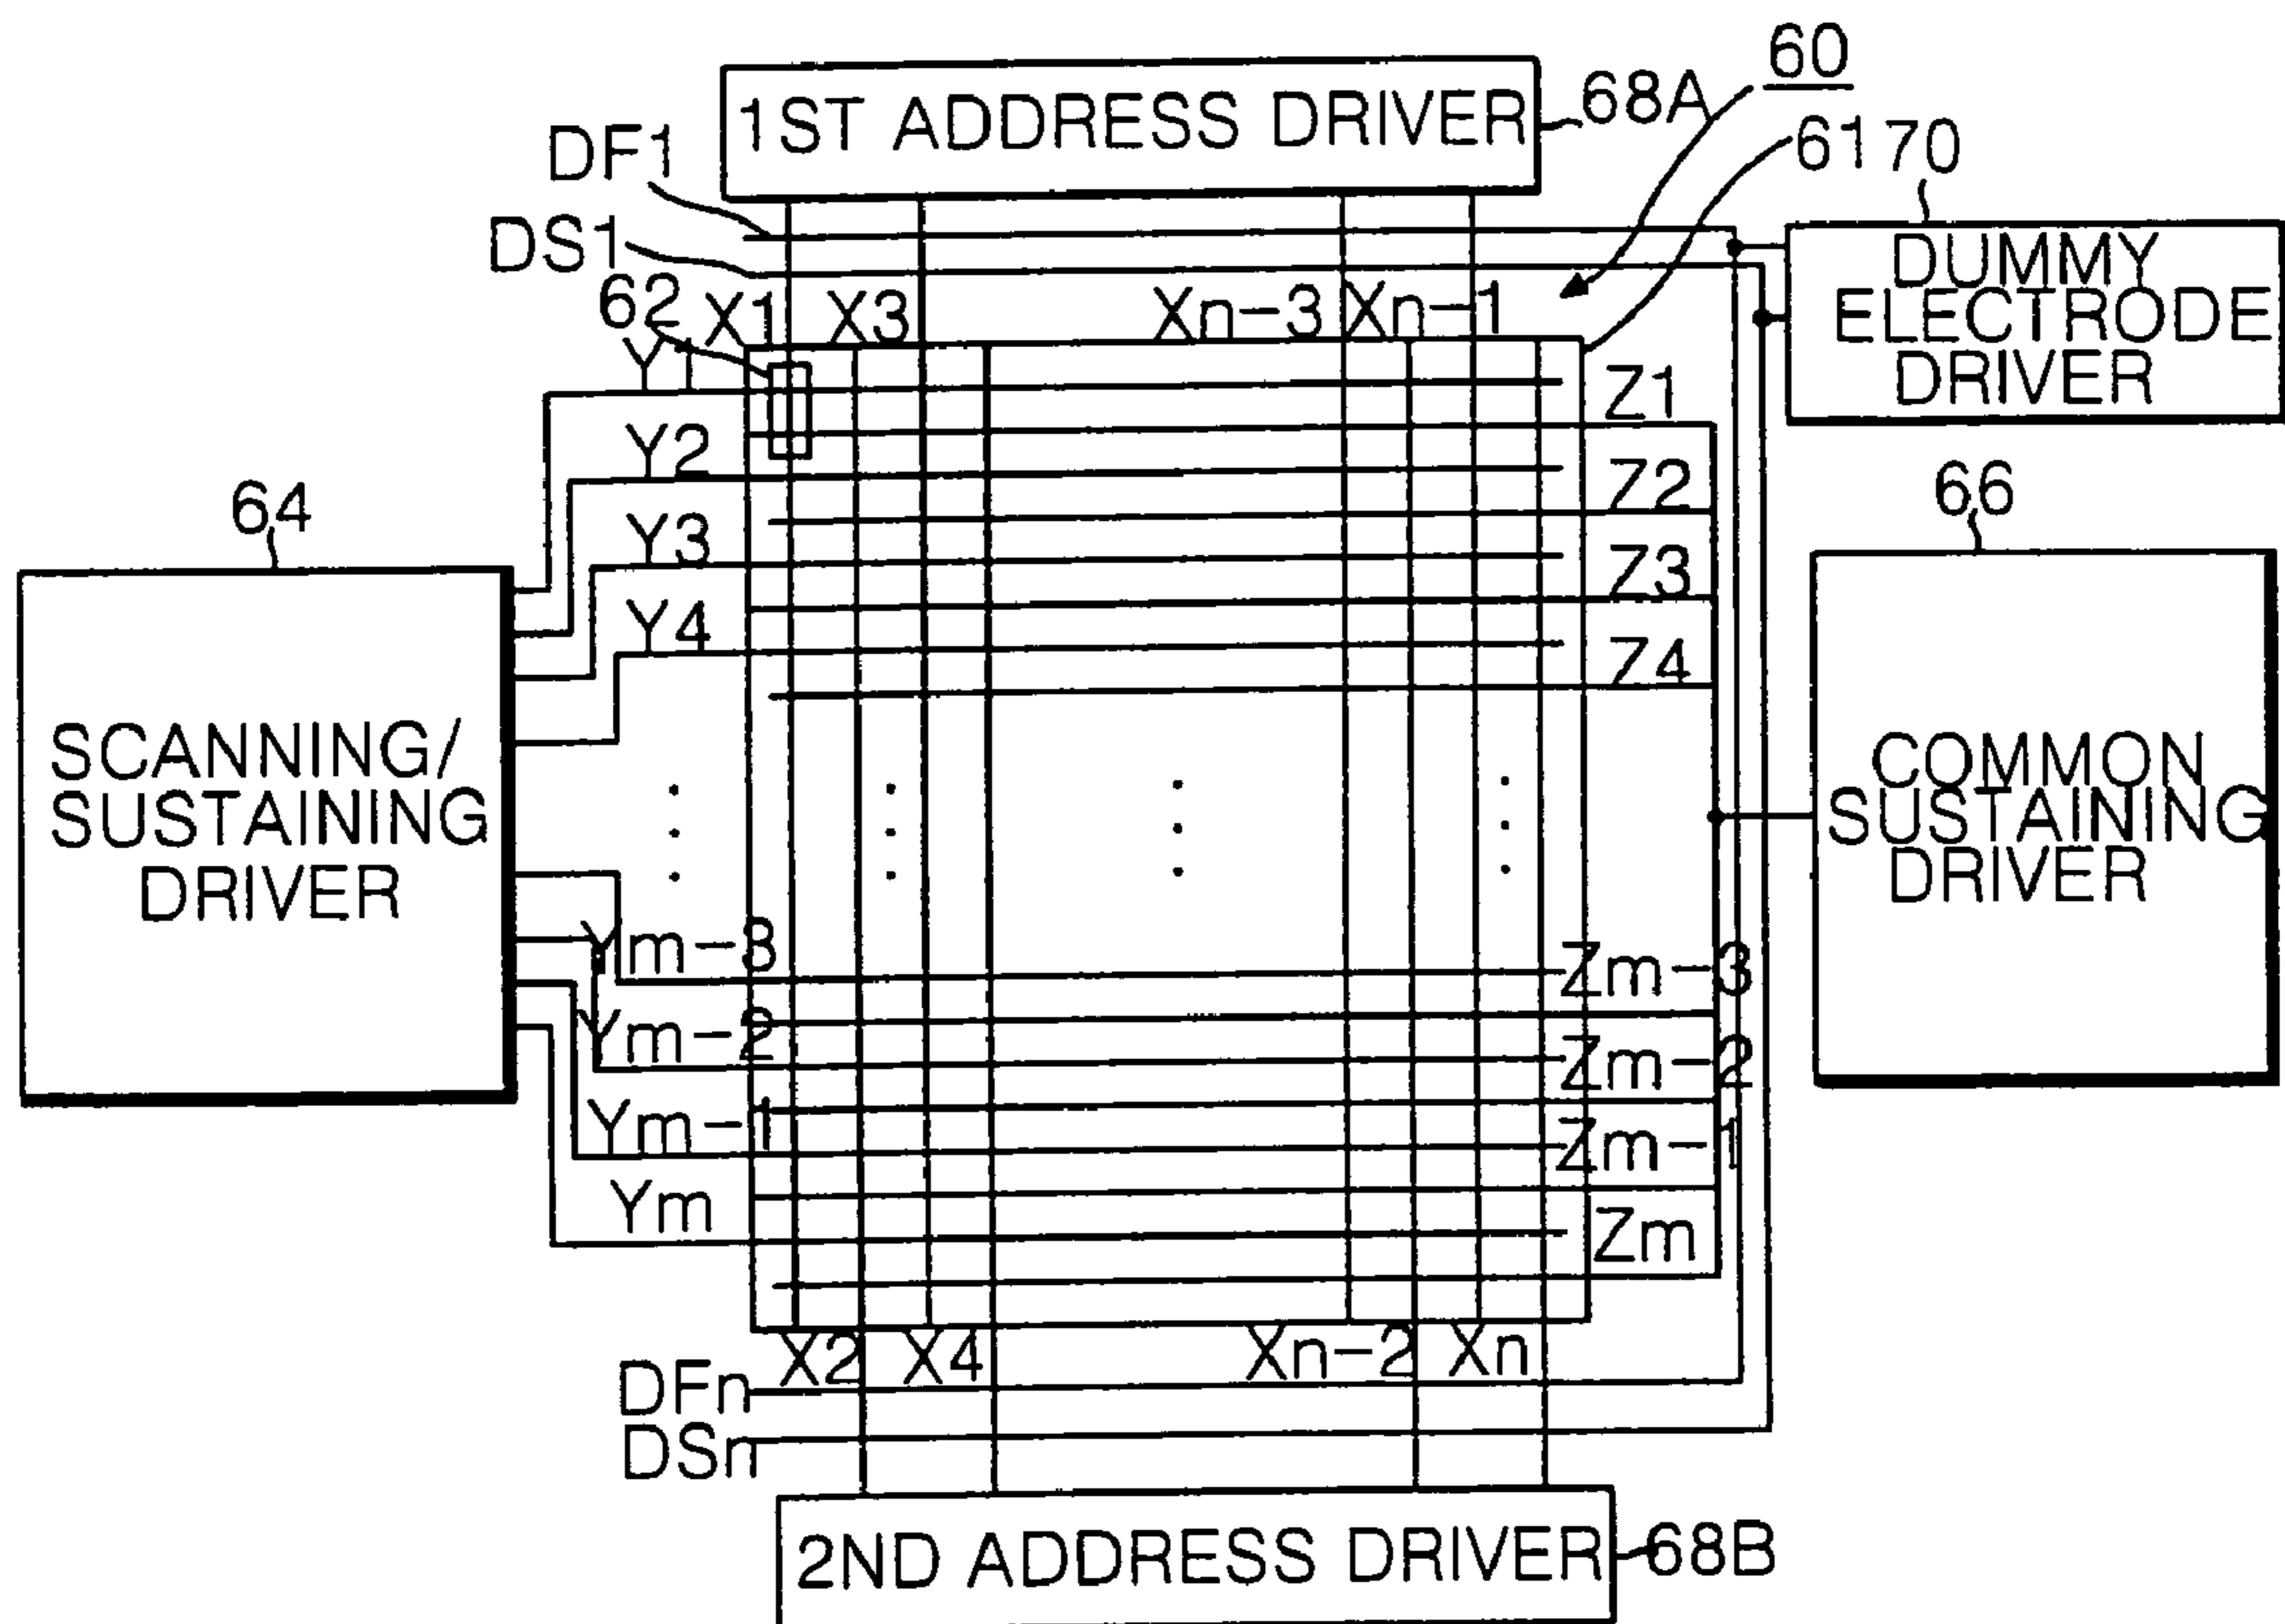 60
1ST ADDRESS DRIVER
68A
DF1
61
70
DS1
DUMMY
ELECTRODE
DRIVER
62
X1
X3
Xn-3
Xn-1
Y1
Z1
Y2
Z2
64
66
Y3
Z3
Y4
Z4
SCANNING/
SUSTAINING
DRIVER
COMMON
SUSTAINING
DRIVER
Ym-3
Zm-3
Ym-2
Zm-2
Ym-1
Zm-1
Ym
Zm
X2
X4
Xn-2
Xn
DFn
DSn
2ND ADDRESS DRIVER
68B